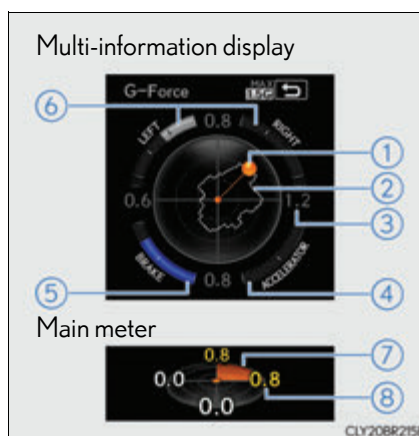 Multi-information display
G-Force
MAX
1.5G
⑥
LEFT
0.8
RIGHT
①
②
0.6
1.2
③
BRAKE
0.8
ACCELERATOR
⑤
④
Main meter
0.8
⑦
0.0
0.8
⑧
0.0
CLY20BR215